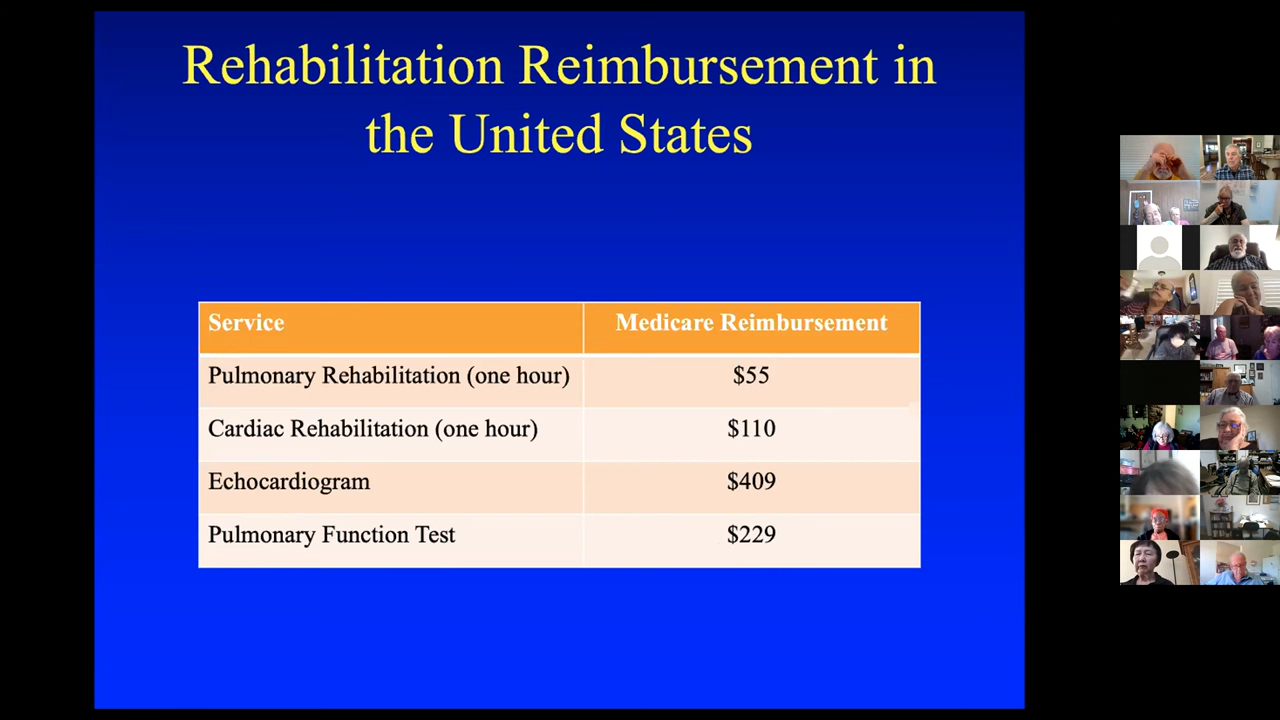 Rehabilitation Reimbursement in
the United States
Service Medicare Reimbursement
Pulmonary Rehabilitation (one hour) $55
Cardiac Rehabilitation (one hour) $110
Echocardiogram $409
Pulmonary Function Test $229